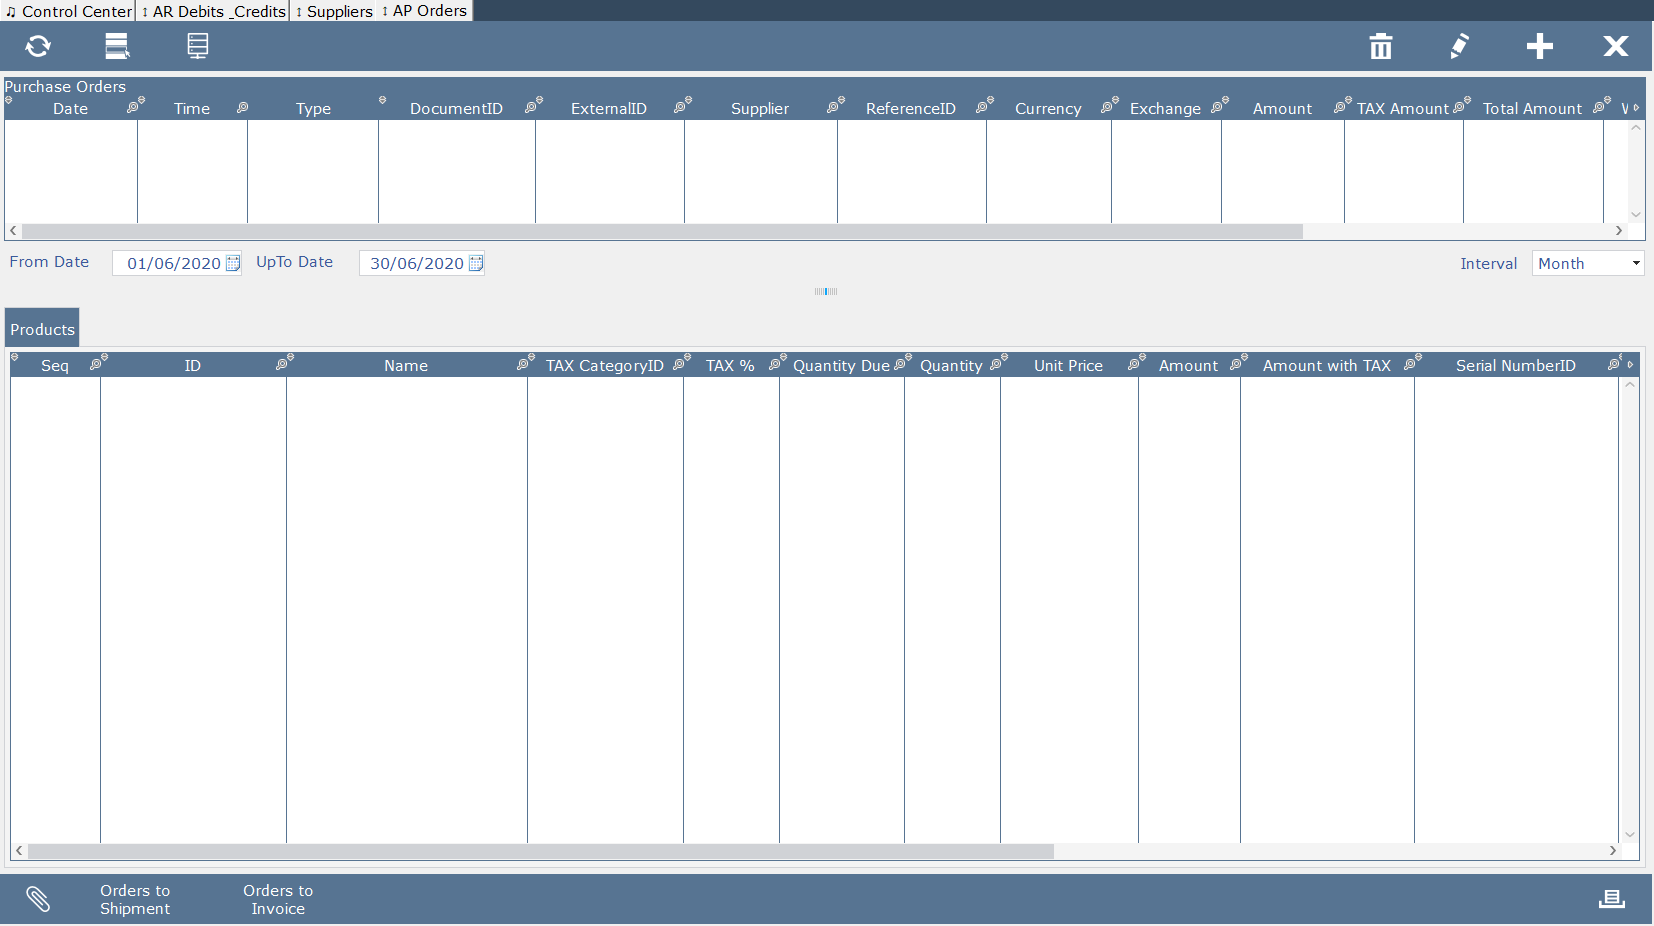 ♫ Control Center ↕ AR Debits _Credits ↕ Suppliers ↕ AP Orders
Purchase Orders
Date Time Type DocumentID ExternalID Supplier ReferenceID Currency Exchange Amount TAX Amount Total Amount
From Date 01/06/2020 UpTo Date 30/06/2020 Interval Month
Products
Seq ID Name TAX CategoryID TAX % Quantity Due Quantity Unit Price Amount Amount with TAX Serial NumberID
Orders to Shipment
Orders to Invoice